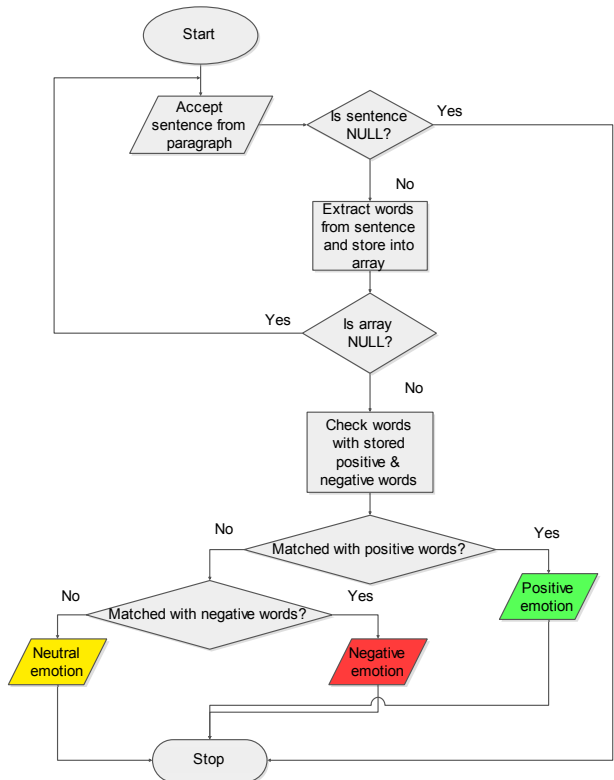 Start
Accept
sentence from
paragraph
Is sentence
NULL?
Yes
No
Extract words
from sentence
and store into
array
Yes
Is array
NULL?
No
Check words
with stored
positive &
negative words
No
Matched with positive words?
Yes
No
Matched with negative words?
Yes
Positive
emotion
Neutral
emotion
Negative
emotion
Stop